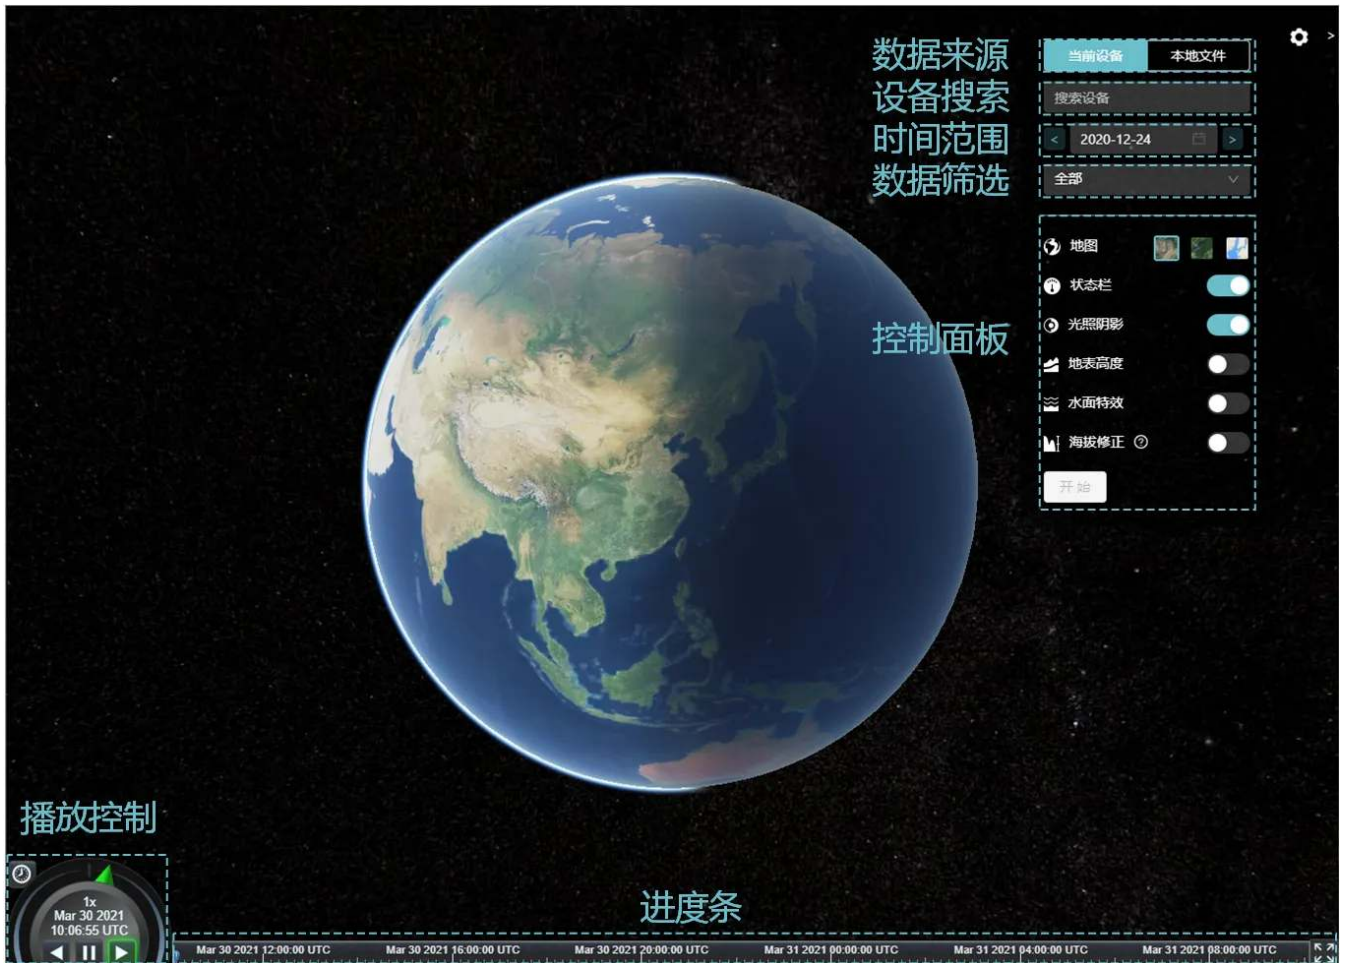 数据来源 当前设备 本地文件
设备搜索 搜索设备
时间范围 < 2020-12-24 >
数据筛选 全部
地图
状态栏
光照阴影
控制面板
地表高度
水面特效
海拔修正
开始
播放控制
1x
Mar 30 2021
10:06:55 UTC
进度条
Mar 30 2021 12:00:00 UTC Mar 30 2021 16:00:00 UTC Mar 30 2021 20:00:00 UTC Mar 31 2021 00:00:00 UTC Mar 31 2021 04:00:00 UTC Mar 31 2021 08:00:00 UTC